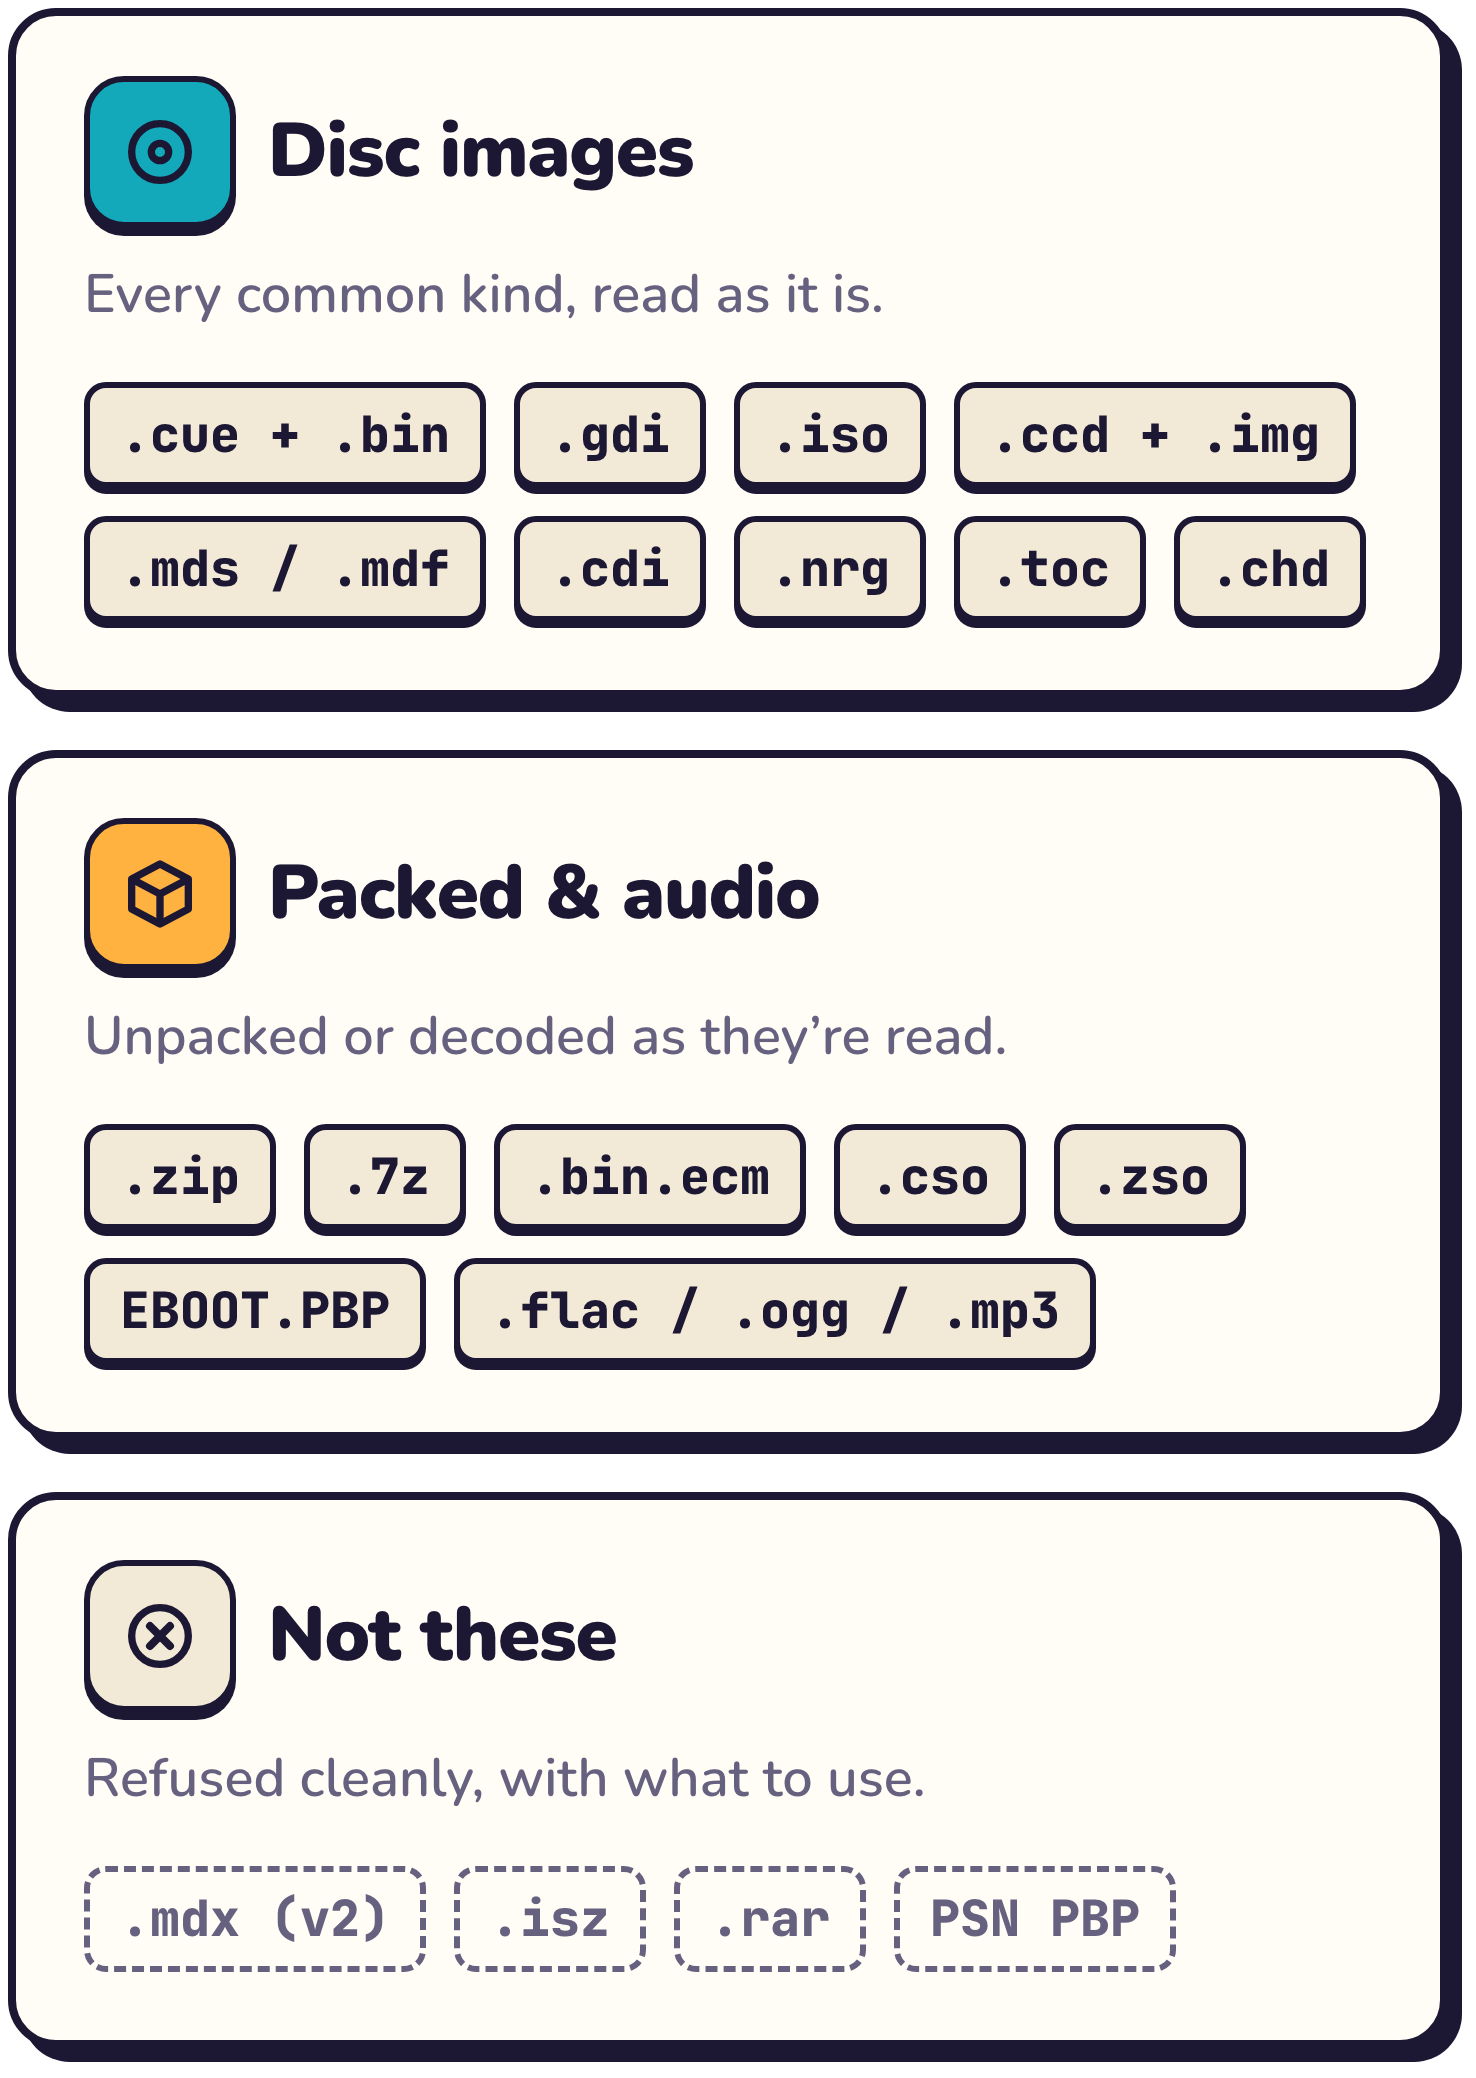 Disc images
Every common kind, read as it is.
.cue + .bin .gdi .iso .ccd + .img
.mds / .mdf .cdi .nrg .toc .chd
Packed & audio
Unpacked or decoded as they’re read.
.zip .7z .bin.ecm .cso .zso
EBOOT.PBP .flac / .ogg / .mp3
Not these
Refused cleanly, with what to use.
.mdx (v2) .isz .rar PSN PBP